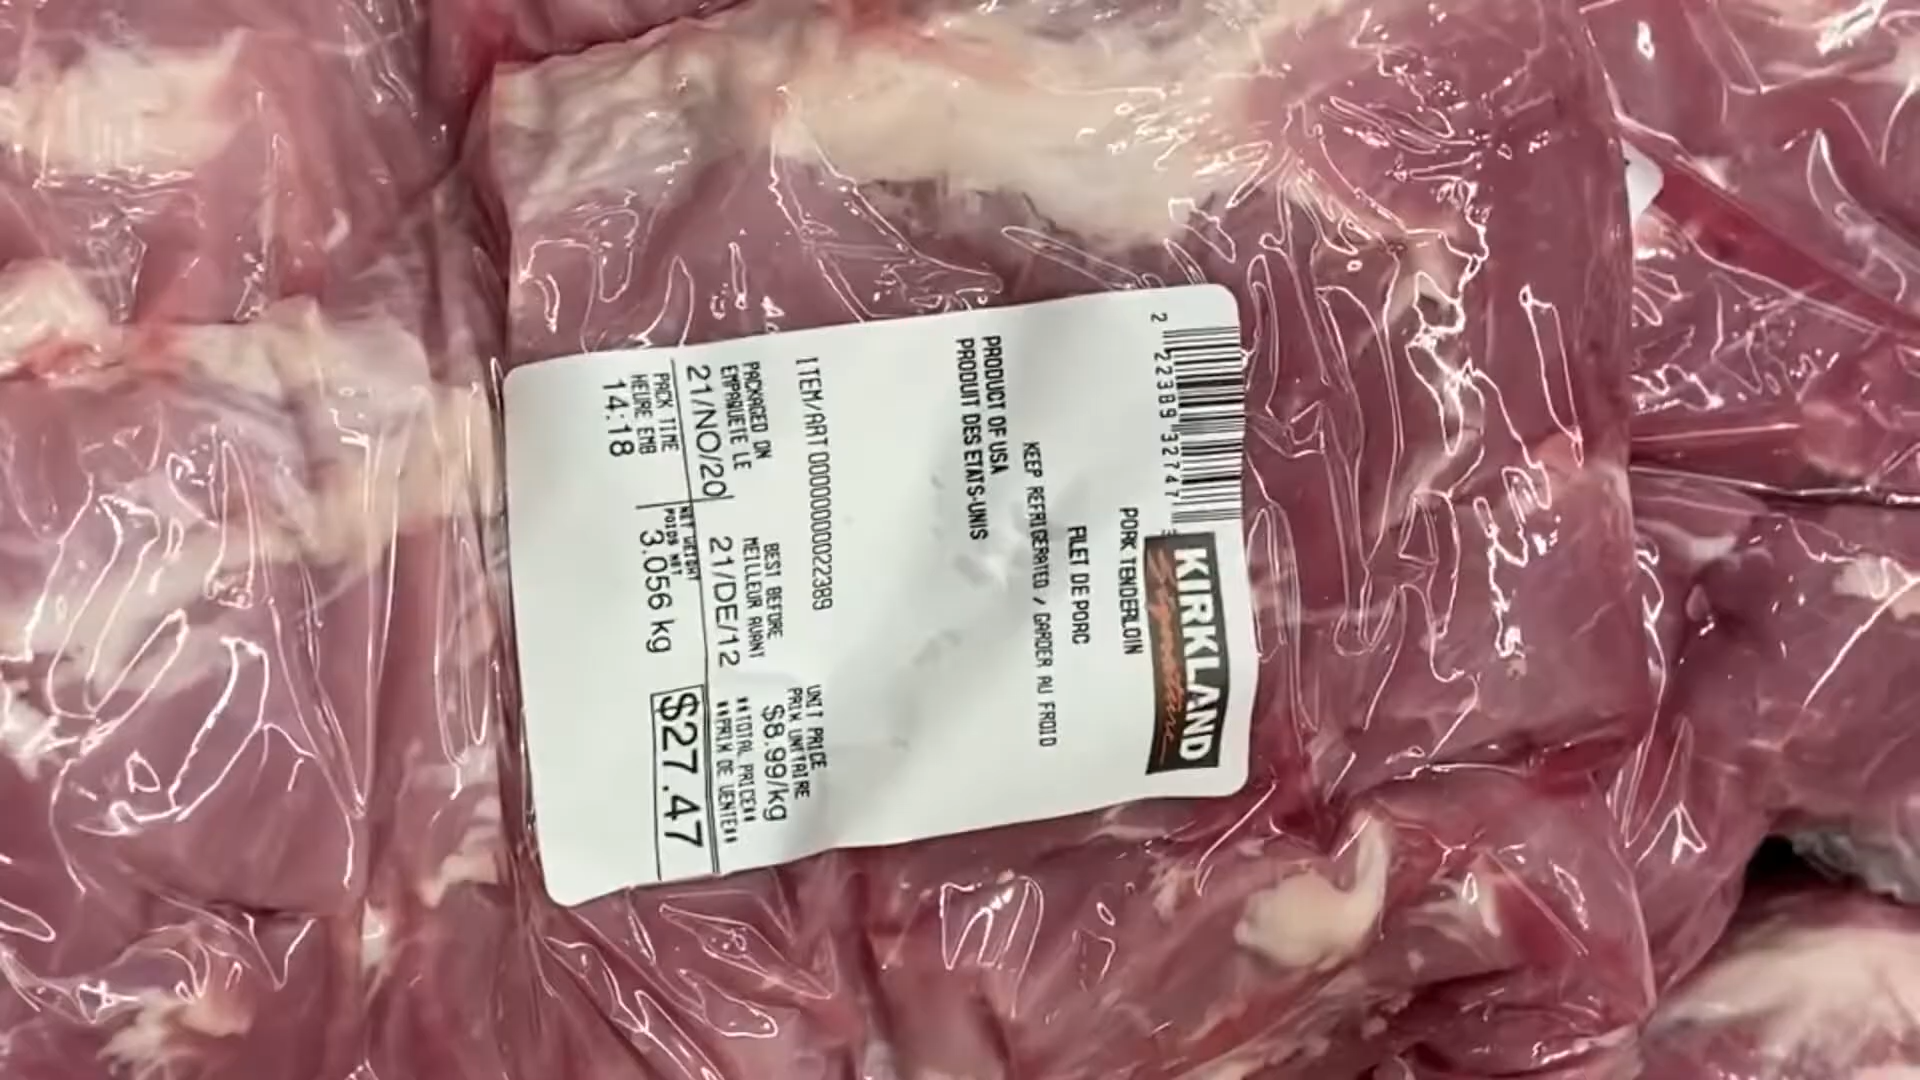 KIRKLAND
Signature
2 22389 32747
PORK TENDERLOIN
FILET DE PORC
KEEP REFRIGERATED / GARDER AU FROID
PRODUCT OF USA
PRODUIT DES ETATS-UNIS
ITEM/ART 0000000022389
PACKAGED ON
EMPAQUETE LE
21/NO/20
BEST BEFORE
MEILLEUR AVANT
21/DE/12
UNIT PRICE
PRIX UNITAIRE
$8.99/kg
PACK TIME
HEURE EMB
14:18
NET WEIGHT
POIDS NET
3.056 kg
**TOTAL PRICE**
**PRIX DE VENTE**
$27.47